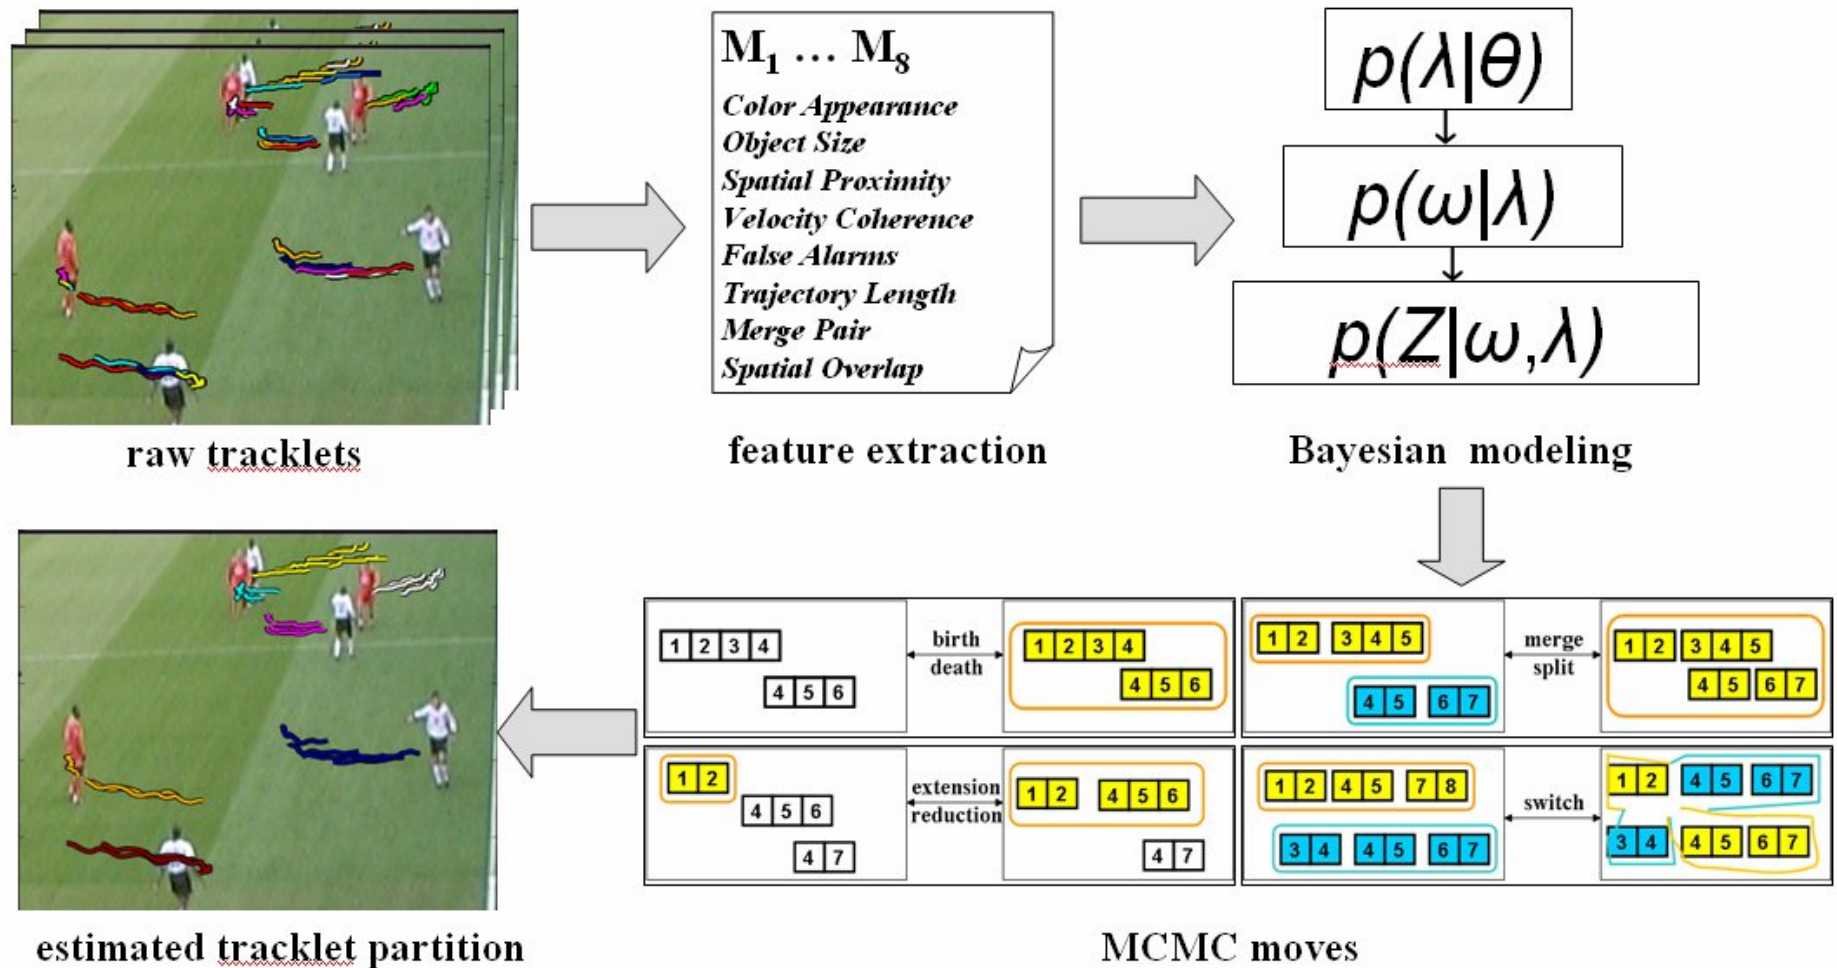 M1 … M8
Color Appearance
Object Size
Spatial Proximity
Velocity Coherence
False Alarms
Trajectory Length
Merge Pair
Spatial Overlap
p(λ|θ)
p(ω|λ)
p(Z|ω,λ)
raw tracklets
feature extraction
Bayesian modeling
1 2 3 4
4 5 6
birth
death
1 2 3 4
4 5 6
1 2 3 4 5
4 5 6 7
merge
split
1 2 3 4 5
4 5 6 7
1 2
4 5 6
4 7
extension
reduction
1 2 4 5 6
4 7
1 2 4 5 7 8
3 4 4 5 6 7
switch
1 2 4 5 6 7
3 4 4 5 6 7
estimated tracklet partition
MCMC moves